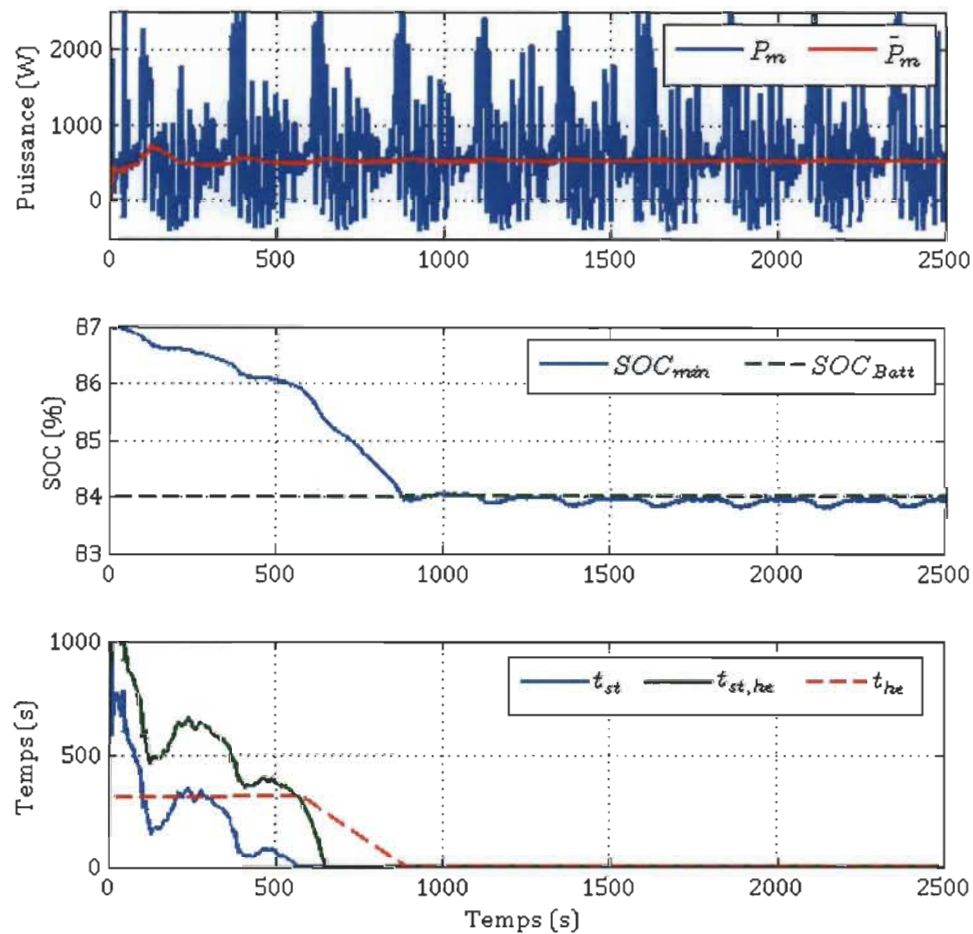 Puissance (W)
2000
1000
0
P_m
P̄_m
0
500
1000
1500
2000
2500
SOC (%)
87
86
85
84
83
SOC_min
SOC_Batt
0
500
1000
1500
2000
2500
Temps (s)
1000
500
0
t_st
t_st,he
t_he
0
500
1000
1500
2000
2500
Temps (s)